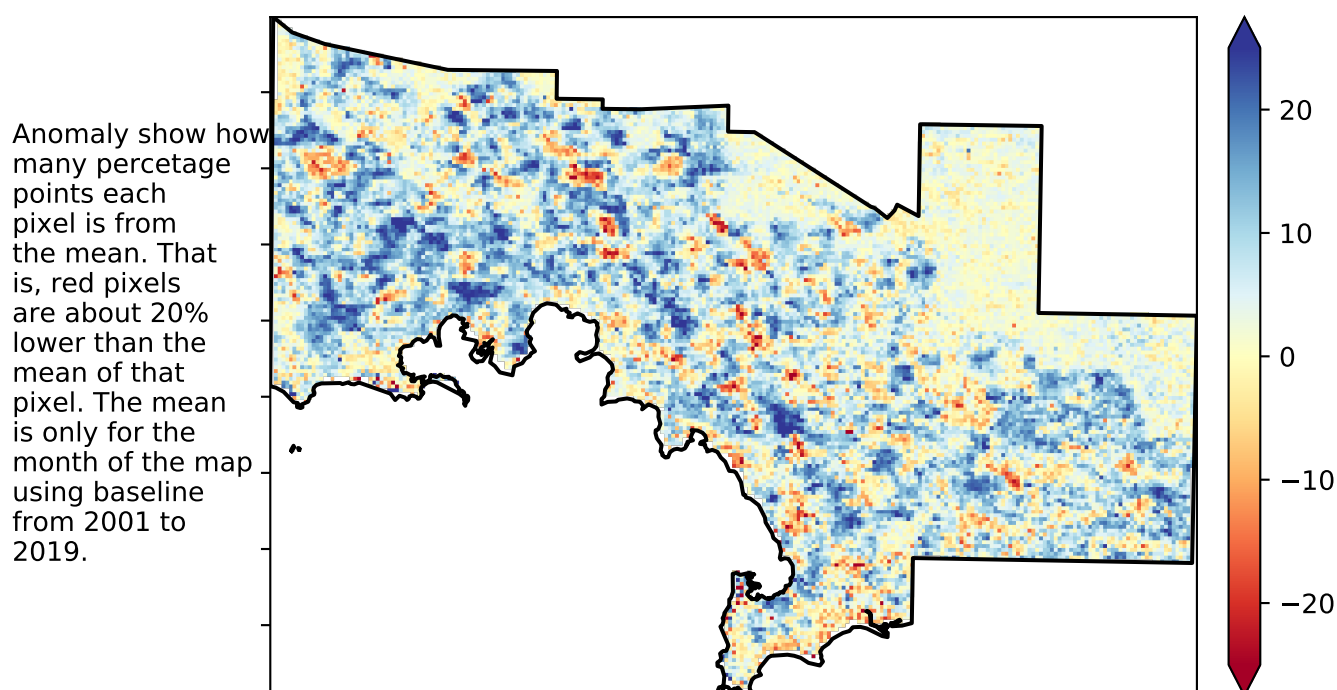 Anomaly show how
many percetage
points each
pixel is from
the mean. That
is, red pixels
are about 20%
lower than the
mean of that
pixel. The mean
is only for the
month of the map
using baseline
from 2001 to
2019.
20
10
0
−10
−20